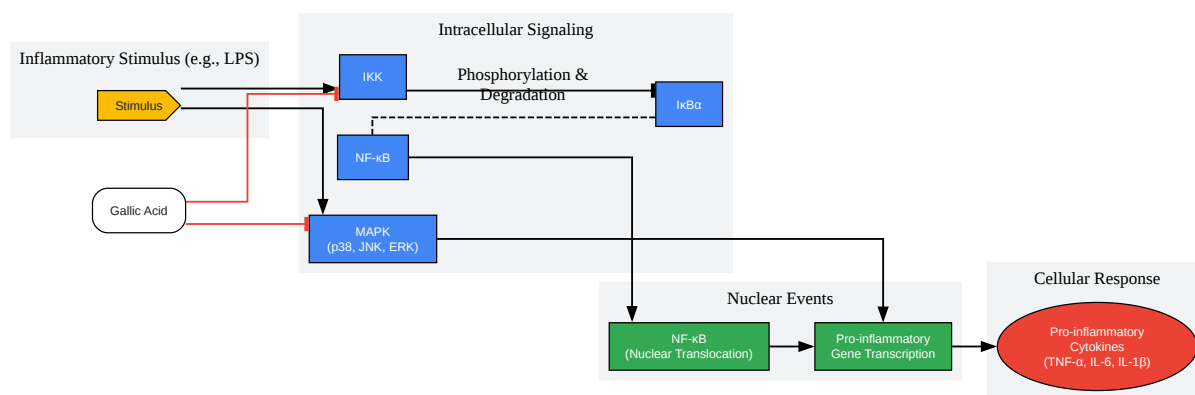 Inflammatory Stimulus (e.g., LPS)
Stimulus
Gallic Acid
Intracellular Signaling
IKK
Phosphorylation &
Degradation
IκBα
NF-κB
MAPK
(p38, JNK, ERK)
Nuclear Events
NF-κB
(Nuclear Translocation)
Pro-inflammatory
Gene Transcription
Cellular Response
Pro-inflammatory
Cytokines
(TNF-α, IL-6, IL-1β)